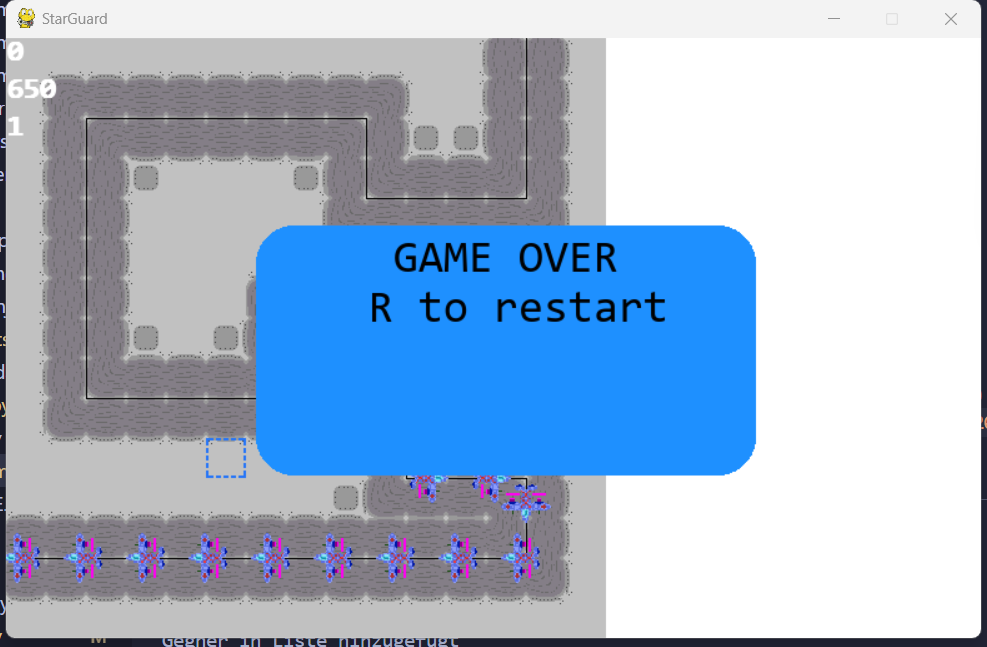 StarGuard
0
650
1
GAME OVER
R to restart
Gegner in Liste hinzugefügt